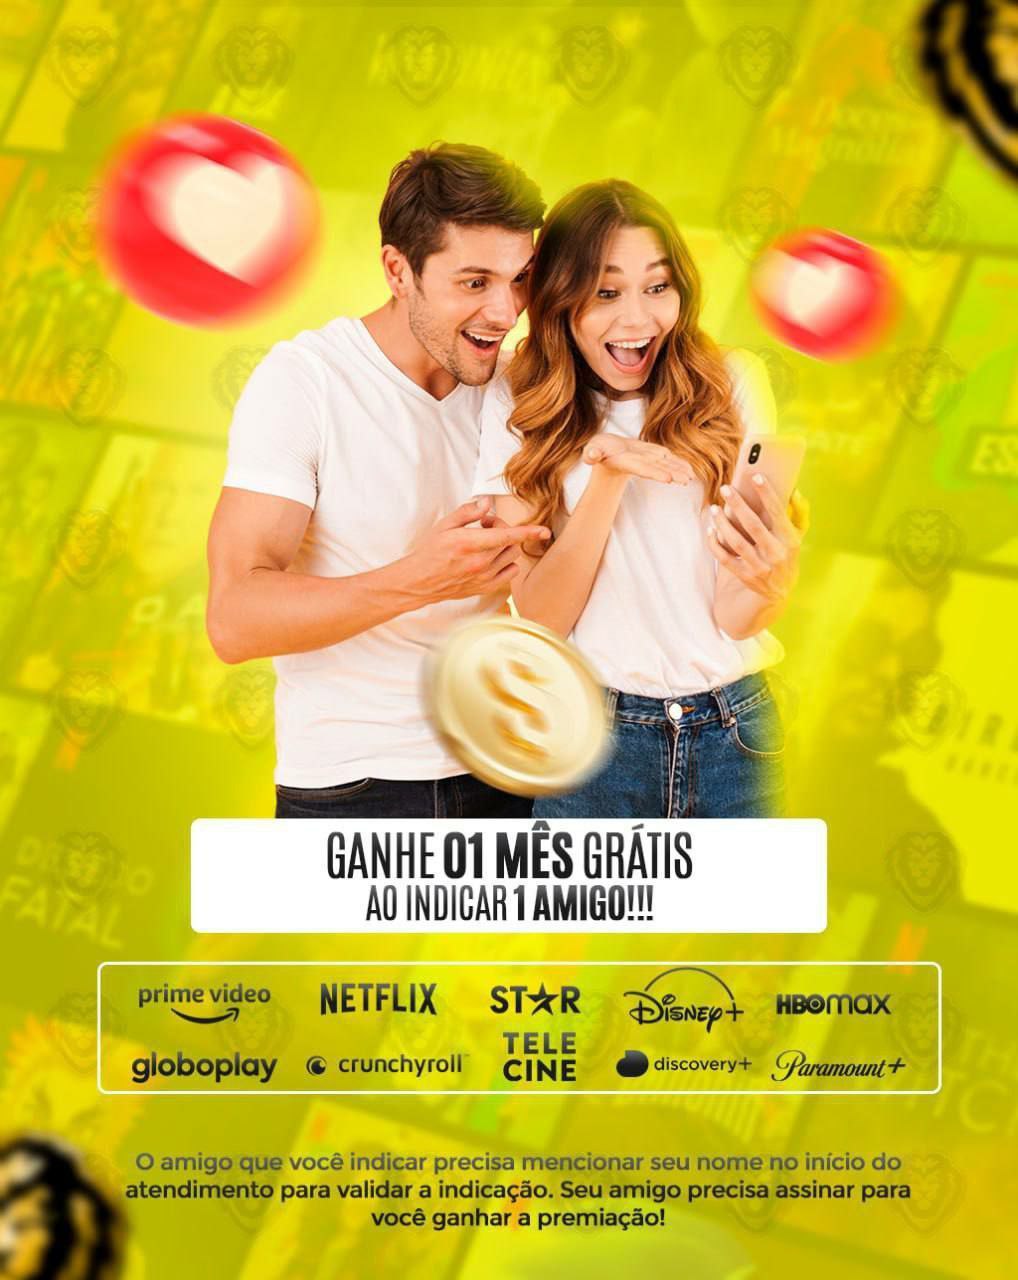 GANHE 01 MÊS GRÁTIS
AO INDICAR 1 AMIGO!!!
prime video NETFLIX STAR Disney+ HBOmax
globoplay crunchyroll TELE CINE discovery+ Paramount+
O amigo que você indicar precisa mencionar seu nome no início do
atendimento para validar a indicação. Seu amigo precisa assinar para
você ganhar a premiação!
FATAL